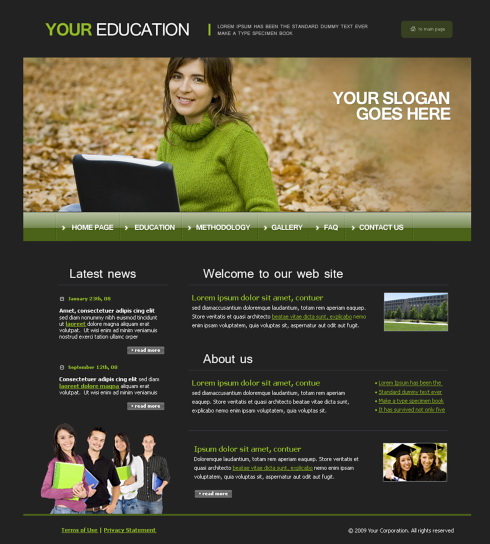 YOUR EDUCATION
LOREM IPSUM HAS BEEN THE STANDARD DUMMY TEXT EVER
MAKE A TYPE SPECIMEN BOOK
to main page
YOUR SLOGAN
GOES HERE
HOME PAGE
EDUCATION
METHODOLOGY
GALLERY
FAQ
CONTACT US
Latest news
January 23th, 08
Amet, consectetuer adipis cing elit
sed diam nonummy nibh euismod tincidunt
ut laoreet dolore magna aliquam erat
volutpat. Ut wisi enim ad minim veniamus
nostrud exerci tation ullamc orper
read more
September 12th, 08
Consectetuer adipis cing elit sed diam
laoreet dolore magna aliquam erat
volutpat. Ut wisi enim ad minim veniamus
read more
Welcome to our web site
Lorem ipsum dolor sit amet, contuer
sed diamaccusantium doloremque laudantium, totam rem aperiam eaquep.
Store veritatis et quasi architecto beatae vitae dicta sunt, explicabo nemo
enim ipsam voluptatem, quia voluptas sit, aspernatur aut odit aut fugit.
About us
Lorem ipsum dolor sit amet, contue
sed diamaccusantium doloremque laudantium, totam rem aperiam
eaquep. Store veritatis et quasi architecto beatae vitae dicta sunt,
explicabo nemo enim ipsam voluptatem, quia voluptas sit.
Lorem Ipsum has been the
Standard dummy text ever
Make a type specimen book
It has survived not only five
Ipsum dolor sit amet, contuer
Doloremque laudantium, totam rem aperiam eaquep. Store veritatis et
quasi architecto beatae vitae dicta sunt, explicabo nemo enim ipsam
voluptatem, quia voluptas sit.
read more
Terms of Use | Privacy Statement
© 2009 Your Corporation. All rights reserved